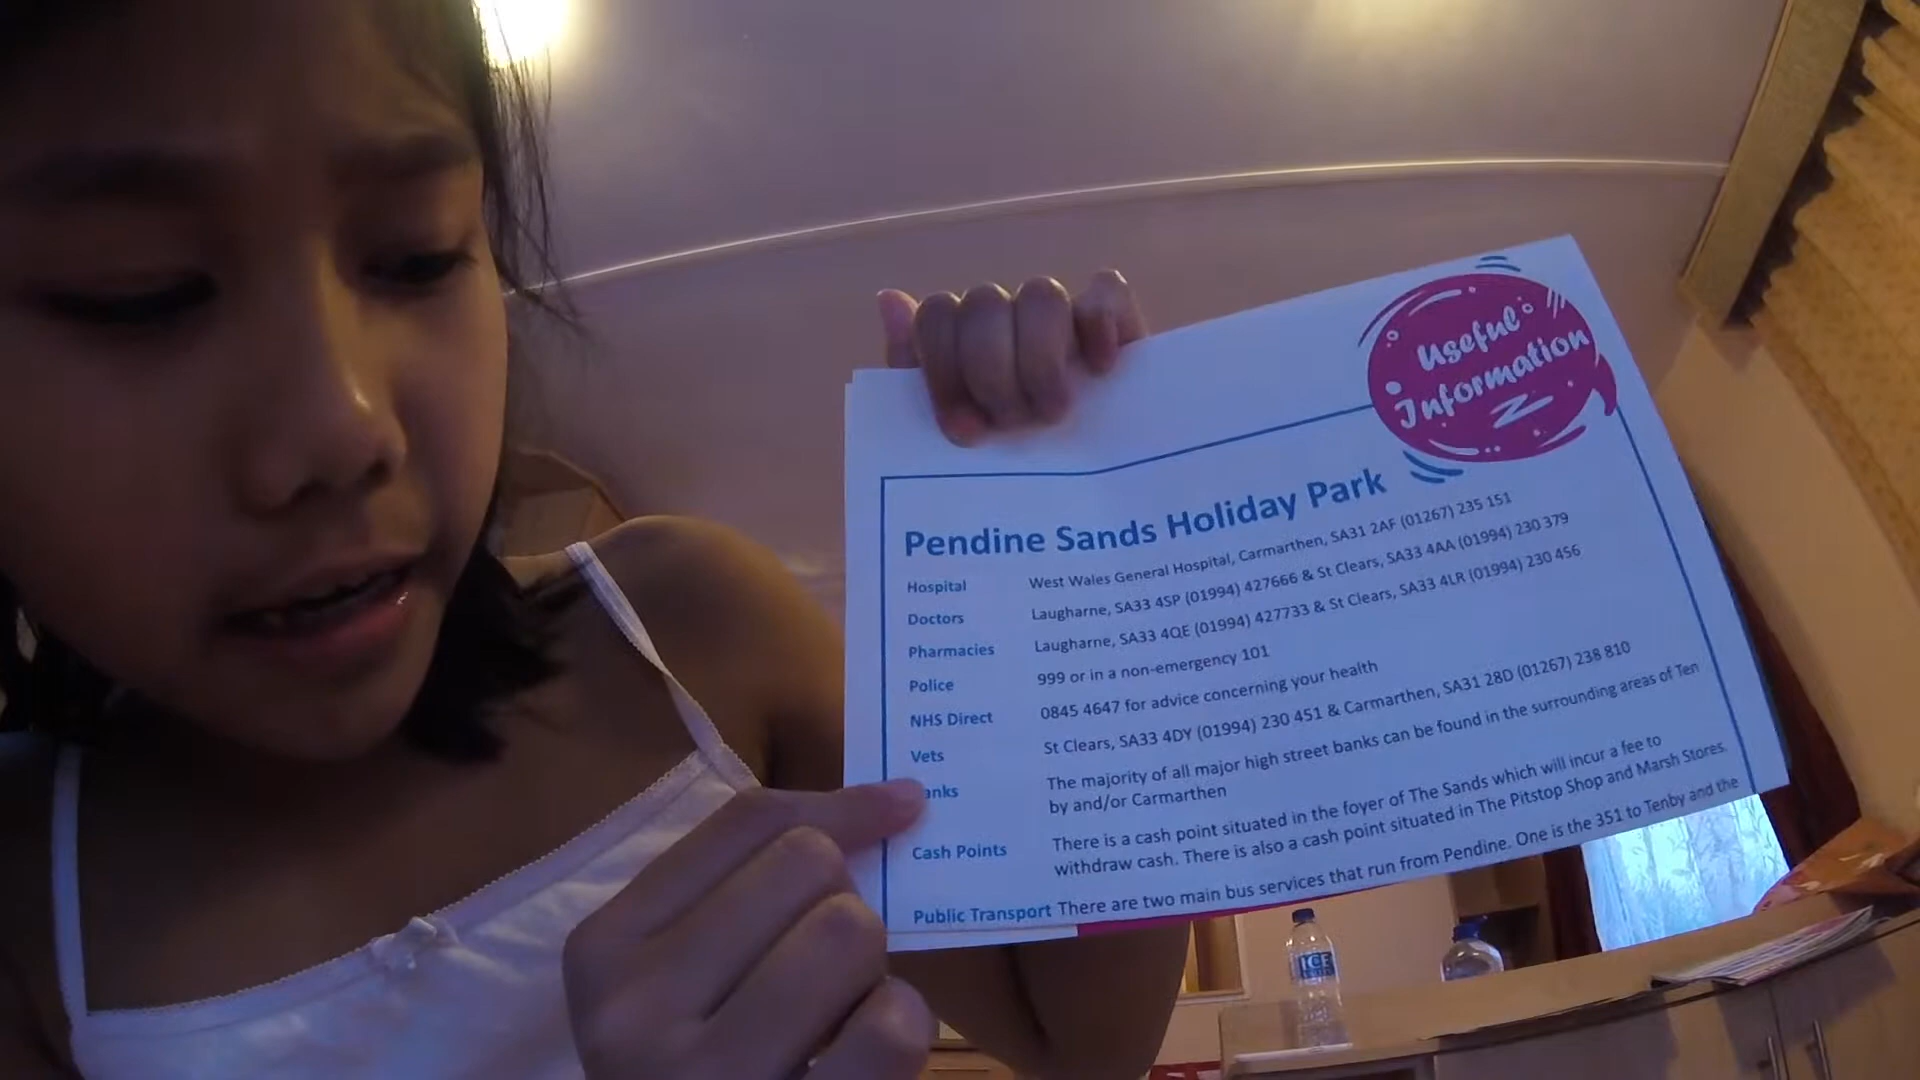 Useful
Information
Pendine Sands Holiday Park
Hospital West Wales General Hospital, Carmarthen, SA31 2AF (01267) 235 151
Doctors Laugharne, SA33 4SP (01994) 427666 & St Clears, SA33 4AA (01994) 230 379
Pharmacies Laugharne, SA33 4QE (01994) 427733 & St Clears, SA33 4LR (01994) 230 456
Police 999 or in a non-emergency 101
NHS Direct 0845 4647 for advice concerning your health
Vets St Clears, SA33 4DY (01994) 230 451 & Carmarthen, SA31 28D (01267) 238 810
anks The majority of all major high street banks can be found in the surrounding areas of Ten
by and/or Carmarthen
Cash Points There is a cash point situated in the foyer of The Sands which will incur a fee to
withdraw cash. There is also a cash point situated in The Pitstop Shop and Marsh Stores.
Public Transport There are two main bus services that run from Pendine. One is the 351 to Tenby and the
ICE